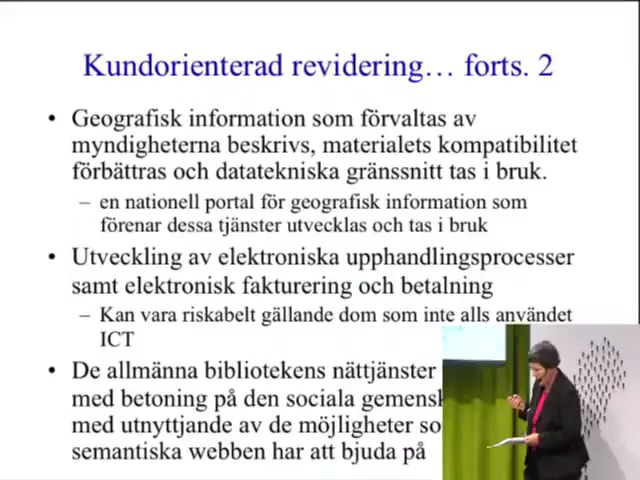 Kundorienterad revidering… forts. 2
• Geografisk information som förvaltas av
myndigheterna beskrivs, materialets kompatibilitet
förbättras och datatekniska gränssnitt tas i bruk.
– en nationell portal för geografisk information som
förenar dessa tjänster utvecklas och tas i bruk
• Utveckling av elektroniska upphandlingsprocesser
samt elektronisk fakturering och betalning
– Kan vara riskabelt gällande dom som inte alls användet
ICT
• De allmänna bibliotekens nättjänster
med betoning på den sociala
med utnyttjande av de möjligheter
semantiska webben har att bjuda på